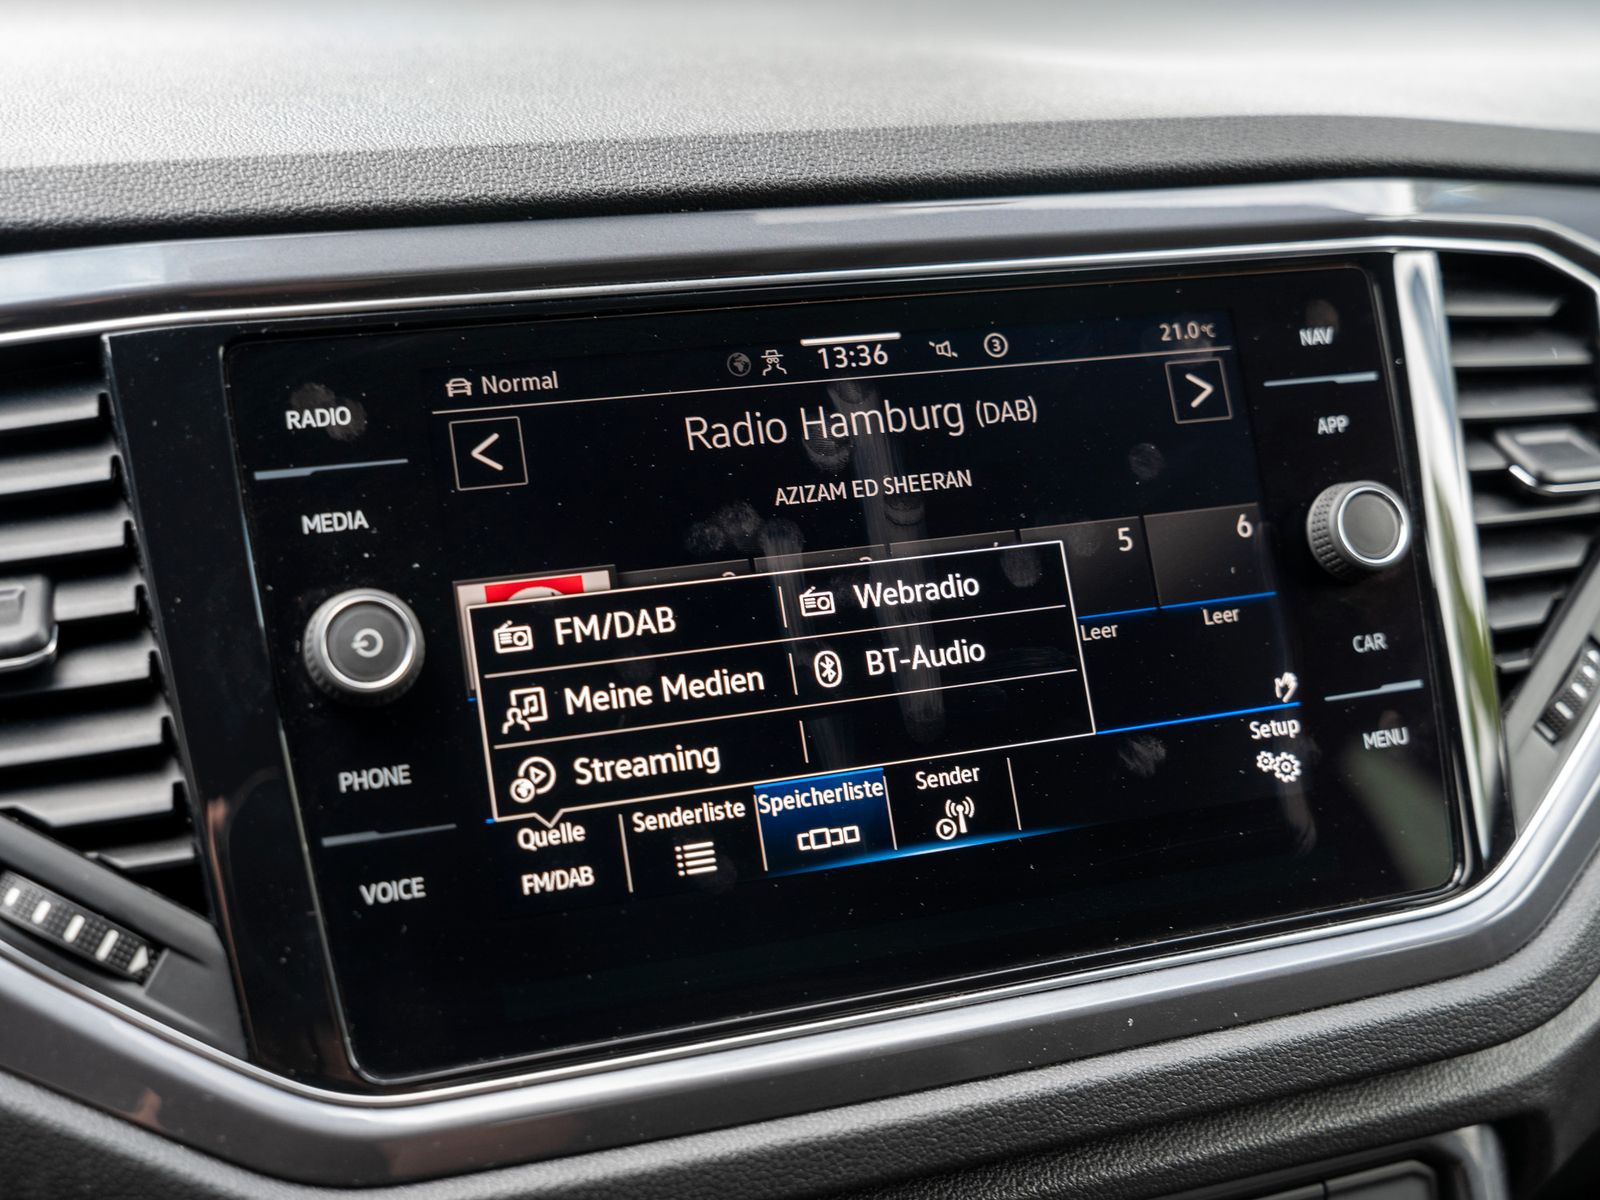 Normal
13:36
3
21.0°C
Radio Hamburg (DAB)
AZIZAM ED SHEERAN
RADIO
MEDIA
PHONE
VOICE
NAV
APP
CAR
MENU
5
6
Leer
Leer
FM/DAB
Webradio
Meine Medien
BT-Audio
Streaming
Setup
Quelle
FM/DAB
Senderliste
Speicherliste
Sender